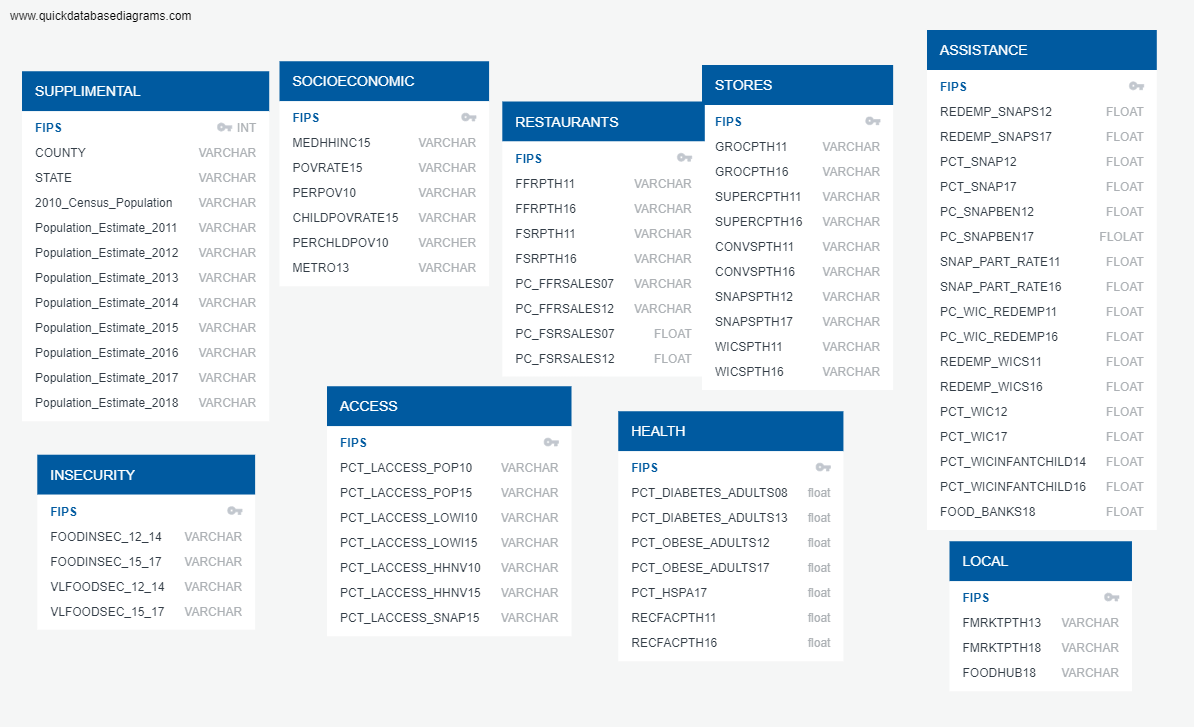 www.quickdatabasediagrams.com
SUPPLIMENTAL
FIPS INT
COUNTY VARCHAR
STATE VARCHAR
2010_Census_Population VARCHAR
Population_Estimate_2011 VARCHAR
Population_Estimate_2012 VARCHAR
Population_Estimate_2013 VARCHAR
Population_Estimate_2014 VARCHAR
Population_Estimate_2015 VARCHAR
Population_Estimate_2016 VARCHAR
Population_Estimate_2017 VARCHAR
Population_Estimate_2018 VARCHAR
SOCIOECONOMIC
FIPS
MEDHHINC15 VARCHAR
POVRATE15 VARCHAR
PERPOV10 VARCHAR
CHILDPOVRATE15 VARCHAR
PERCHLDPOV10 VARCHER
METRO13 VARCHAR
RESTAURANTS
FIPS
FFRPTH11 VARCHAR
FFRPTH16 VARCHAR
FSRPTH11 VARCHAR
FSRPTH16 VARCHAR
PC_FFRSALES07 VARCHAR
PC_FFRSALES12 VARCHAR
PC_FSRSALES07 FLOAT
PC_FSRSALES12 FLOAT
STORES
FIPS
GROCPTH11 VARCHAR
GROCPTH16 VARCHAR
SUPERCPTH11 VARCHAR
SUPERCPTH16 VARCHAR
CONVSPTH11 VARCHAR
CONVSPTH16 VARCHAR
SNAPSPTH12 VARCHAR
SNAPSPTH17 VARCHAR
WICSPTH11 VARCHAR
WICSPTH16 VARCHAR
ASSISTANCE
FIPS
REDEMP_SNAPS12 FLOAT
REDEMP_SNAPS17 FLOAT
PCT_SNAP12 FLOAT
PCT_SNAP17 FLOAT
PC_SNAPBEN12 FLOAT
PC_SNAPBEN17 FLOLAT
SNAP_PART_RATE11 FLOAT
SNAP_PART_RATE16 FLOAT
PC_WIC_REDEMP11 FLOAT
PC_WIC_REDEMP16 FLOAT
REDEMP_WICS11 FLOAT
REDEMP_WICS16 FLOAT
PCT_WIC12 FLOAT
PCT_WIC17 FLOAT
PCT_WICINFANTCHILD14 FLOAT
PCT_WICINFANTCHILD16 FLOAT
FOOD_BANKS18 FLOAT
INSECURITY
FIPS
FOODINSEC_12_14 VARCHAR
FOODINSEC_15_17 VARCHAR
VLFOODSEC_12_14 VARCHAR
VLFOODSEC_15_17 VARCHAR
ACCESS
FIPS
PCT_LACCESS_POP10 VARCHAR
PCT_LACCESS_POP15 VARCHAR
PCT_LACCESS_LOWI10 VARCHAR
PCT_LACCESS_LOWI15 VARCHAR
PCT_LACCESS_HHNV10 VARCHAR
PCT_LACCESS_HHNV15 VARCHAR
PCT_LACCESS_SNAP15 VARCHAR
HEALTH
FIPS
PCT_DIABETES_ADULTS08 float
PCT_DIABETES_ADULTS13 float
PCT_OBESE_ADULTS12 float
PCT_OBESE_ADULTS17 float
PCT_HSPA17 float
RECFACPTH11 float
RECFACPTH16 float
LOCAL
FIPS
FMRKTPTH13 VARCHAR
FMRKTPTH18 VARCHAR
FOODHUB18 VARCHAR